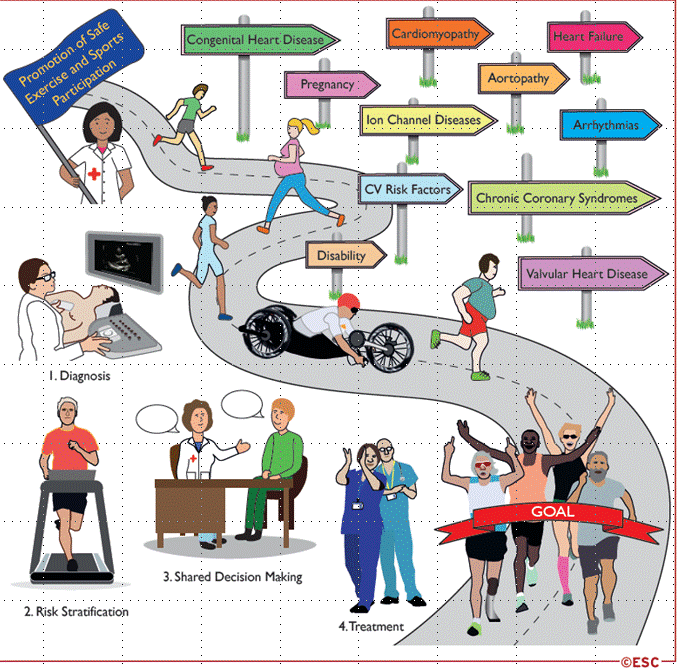 Promotion of Safe
Exercise and Sports
Participation
Congenital Heart Disease
Cardiomyopathy
Heart Failure
Pregnancy
Aortopathy
Ion Channel Diseases
Arrhythmias
CV Risk Factors
Chronic Coronary Syndromes
Disability
Valvular Heart Disease
1. Diagnosis
2. Risk Stratification
3. Shared Decision Making
4. Treatment
GOAL
©ESC